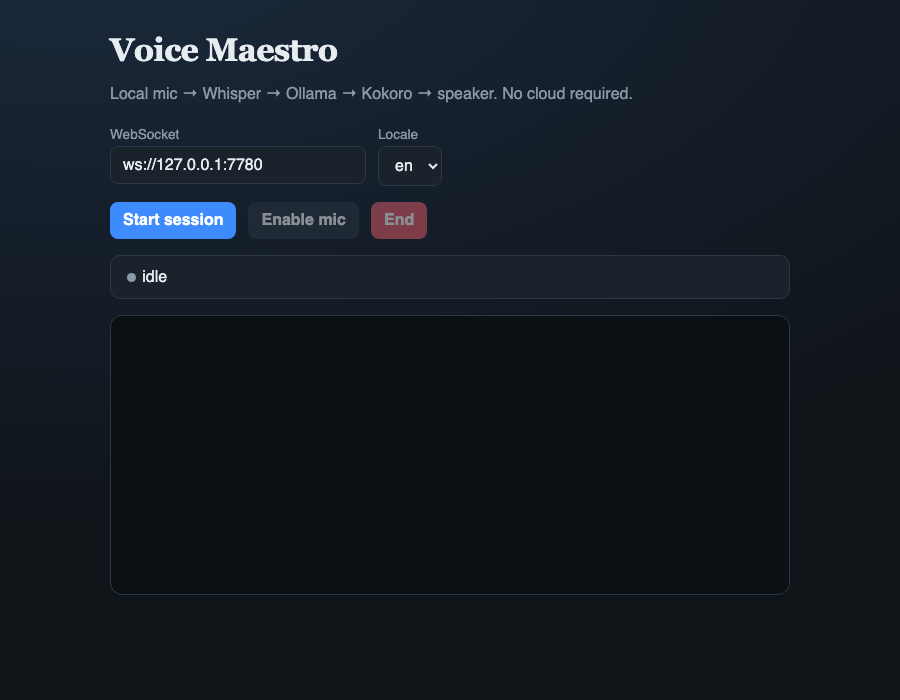 Voice Maestro
Local mic → Whisper → Ollama → Kokoro → speaker. No cloud required.
WebSocket Locale
ws://127.0.0.1:7780 en
Start session Enable mic End
idle